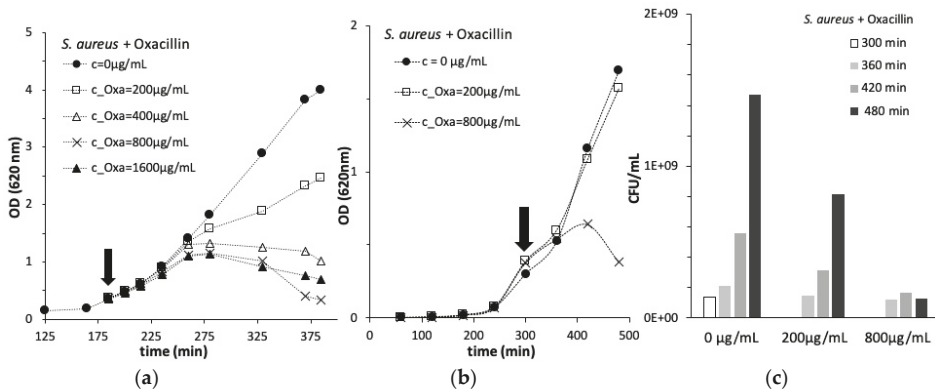 S. aureus + Oxacillin
c=0µg/mL
c_Oxa=200µg/mL
c_Oxa=400µg/mL
c_Oxa=800µg/mL
c_Oxa=1600µg/mL
OD (620 nm)
5
4
3
2
1
0
125
175
225
275
325
375
time (min)
(a)
S. aureus + Oxacillin
c = 0 µg/mL
c_Oxa=200µg/mL
c_Oxa=800µg/mL
OD (620nm)
2
1
0
0
100
200
300
400
500
time (min)
(b)
S. aureus + Oxacillin
300 min
360 min
420 min
480 min
CFU/mL
2E+09
1E+09
0E+00
0 µg/mL
200µg/mL
800µg/mL
(c)